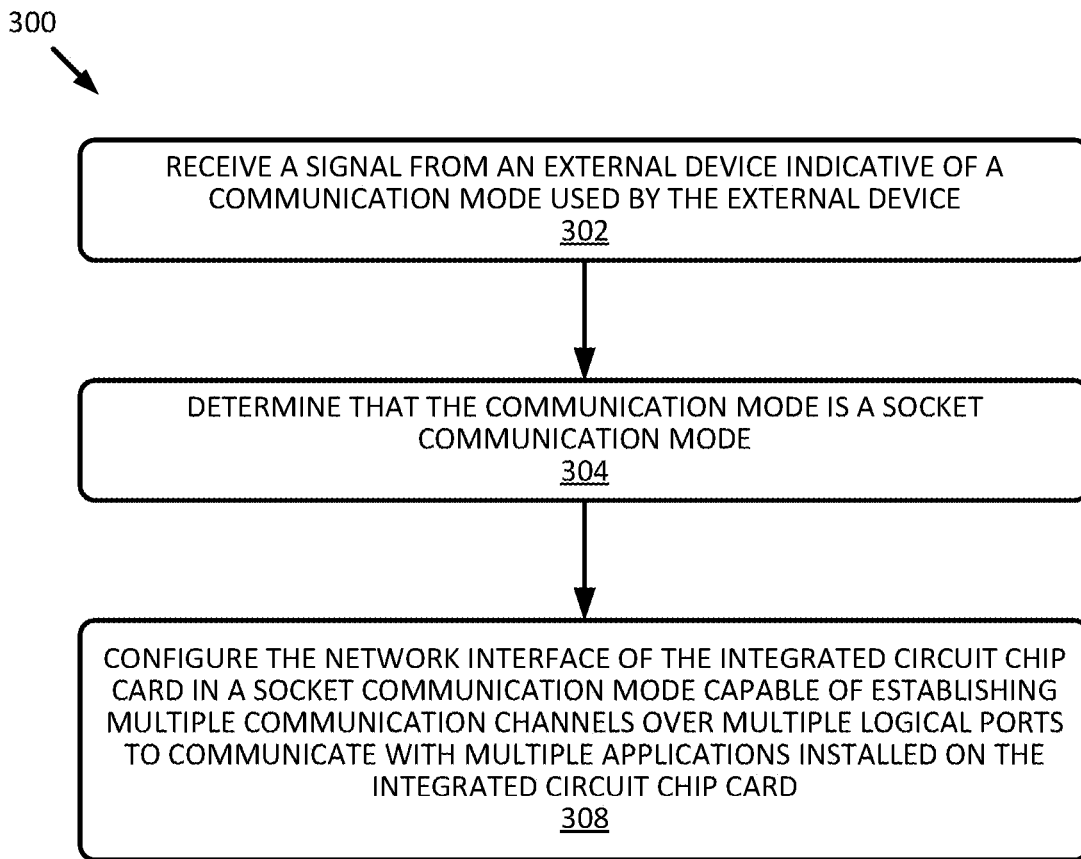 300
RECEIVE A SIGNAL FROM AN EXTERNAL DEVICE INDICATIVE OF A
COMMUNICATION MODE USED BY THE EXTERNAL DEVICE
302
DETERMINE THAT THE COMMUNICATION MODE IS A SOCKET
COMMUNICATION MODE
304
CONFIGURE THE NETWORK INTERFACE OF THE INTEGRATED CIRCUIT CHIP
CARD IN A SOCKET COMMUNICATION MODE CAPABLE OF ESTABLISHING
MULTIPLE COMMUNICATION CHANNELS OVER MULTIPLE LOGICAL PORTS
TO COMMUNICATE WITH MULTIPLE APPLICATIONS INSTALLED ON THE
INTEGRATED CIRCUIT CHIP CARD
308